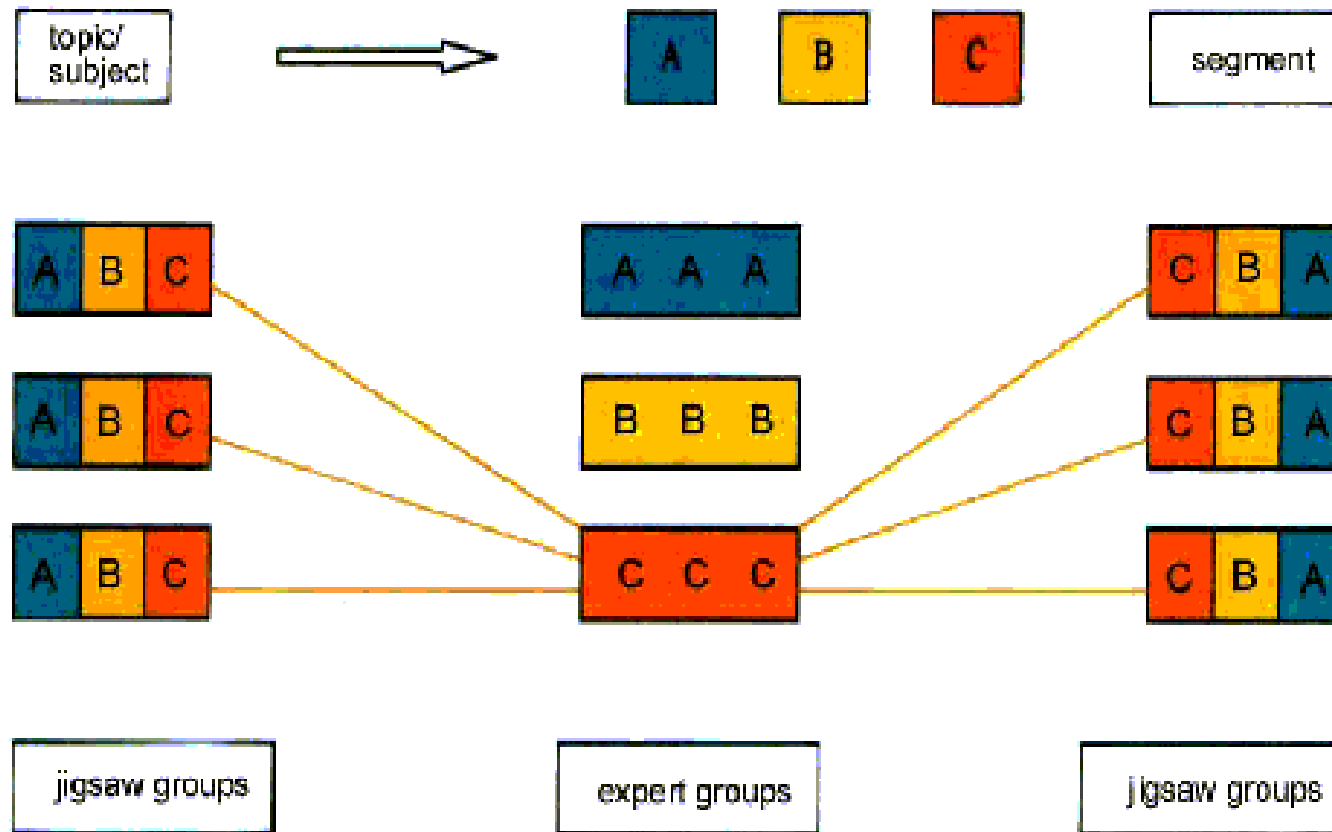 topic/
subject
A B C
segment
A B C
A A A
C B A
A B C
B B B
C B A
A B C
C C C
C B A
jigsaw groups
expert groups
jigsaw groups